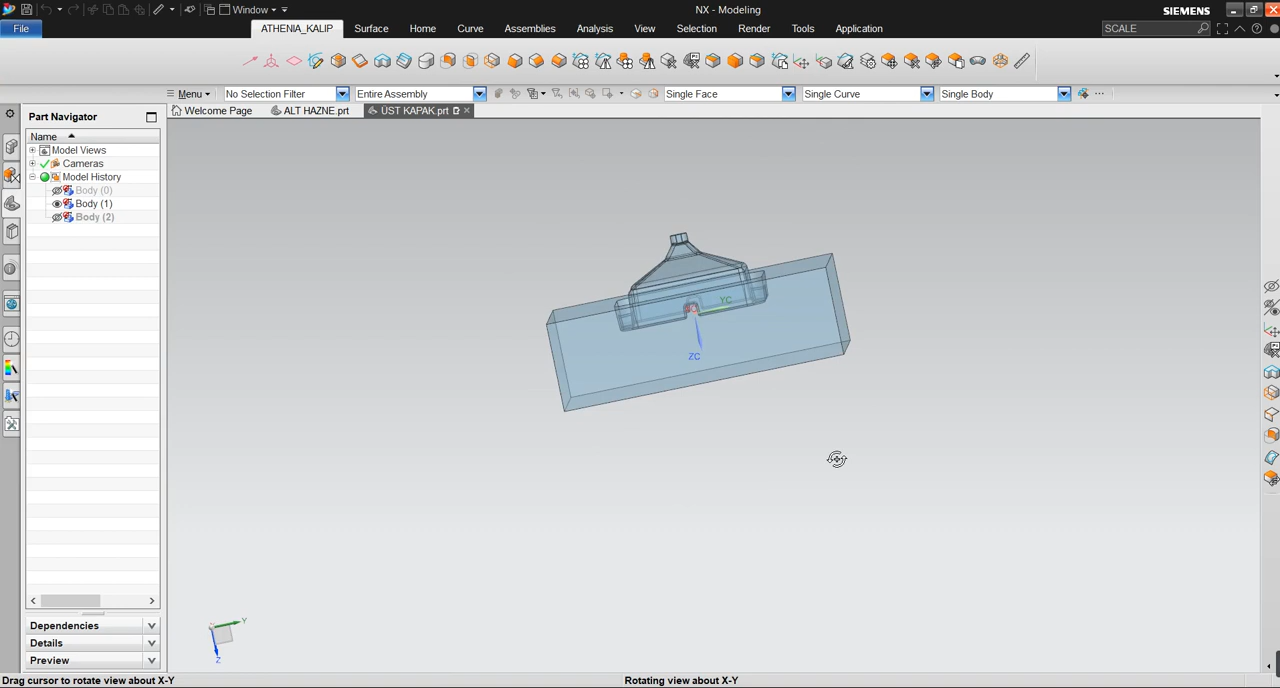 Window
NX - Modeling
SIEMENS
File
ATHENIA_KALIP
Surface
Home
Curve
Assemblies
Analysis
View
Selection
Render
Tools
Application
SCALE
Menu
No Selection Filter
Entire Assembly
Single Face
Single Curve
Single Body
Welcome Page
ALT HAZNE.prt
ÜST KAPAK.prt
Part Navigator
Name
Model Views
Cameras
Model History
Body (0)
Body (1)
Body (2)
YC
ZC
Y
Z
Dependencies
Details
Preview
Drag cursor to rotate view about X-Y
Rotating view about X-Y